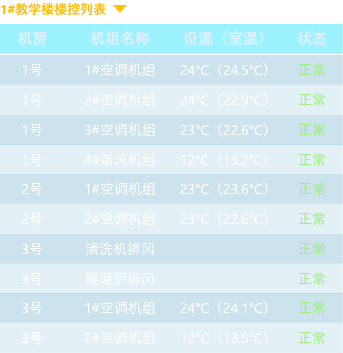 1#教学楼楼控列表
机房 机组名称 设温（室温） 状态
1号 1#空调机组 24°C（24.5°C） 正常
1号 2#空调机组 24°C（22.9°C） 正常
1号 3#空调机组 23°C（22.6°C） 正常
1号 4#新风机组 12°C（13.2°C） 正常
2号 1#空调机组 23°C（23.6°C） 正常
2号 2#空调机组 23°C（22.6°C） 正常
3号 清洗机排风 正常
3号 隧道炉排风 正常
3号 1#空调机组 24°C（24.1°C） 正常
3号 2#空调机组 12°C（13.5°C） 正常